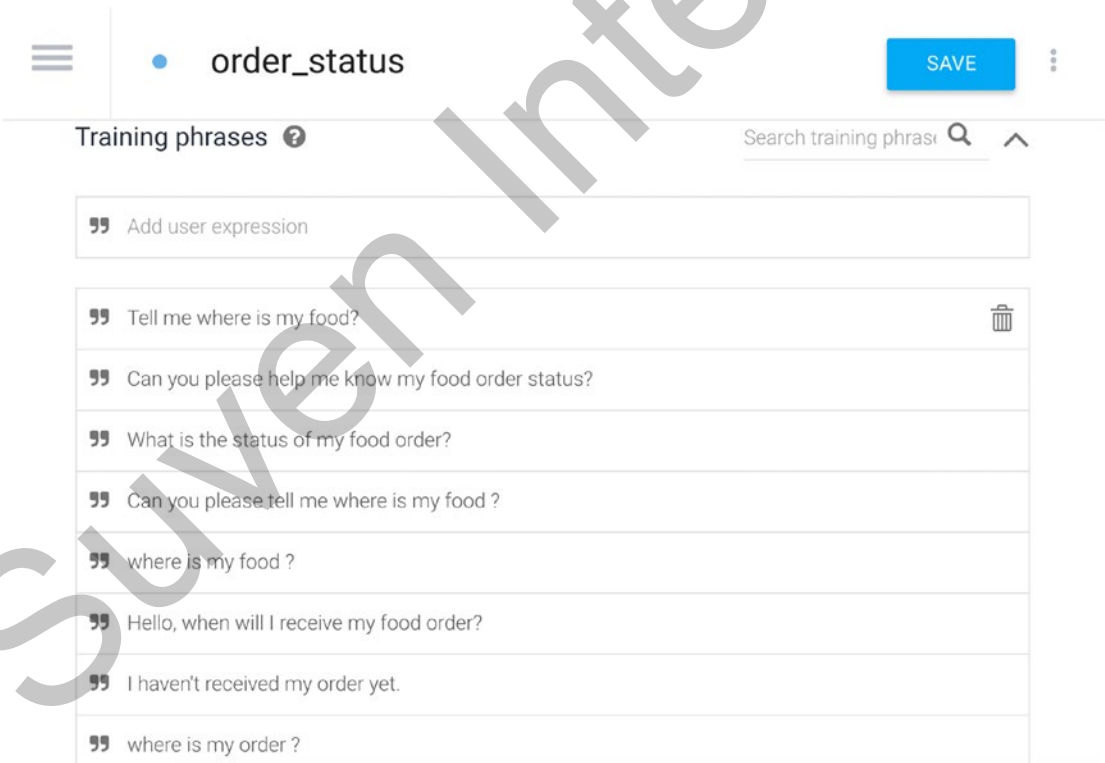 order_status
SAVE
Training phrases ?
Search training phras
Add user expression
Tell me where is my food?
Can you please help me know my food order status?
What is the status of my food order?
Can you please tell me where is my food ?
where is my food ?
Hello, when will I receive my food order?
I haven't received my order yet.
where is my order ?
Suven Inte